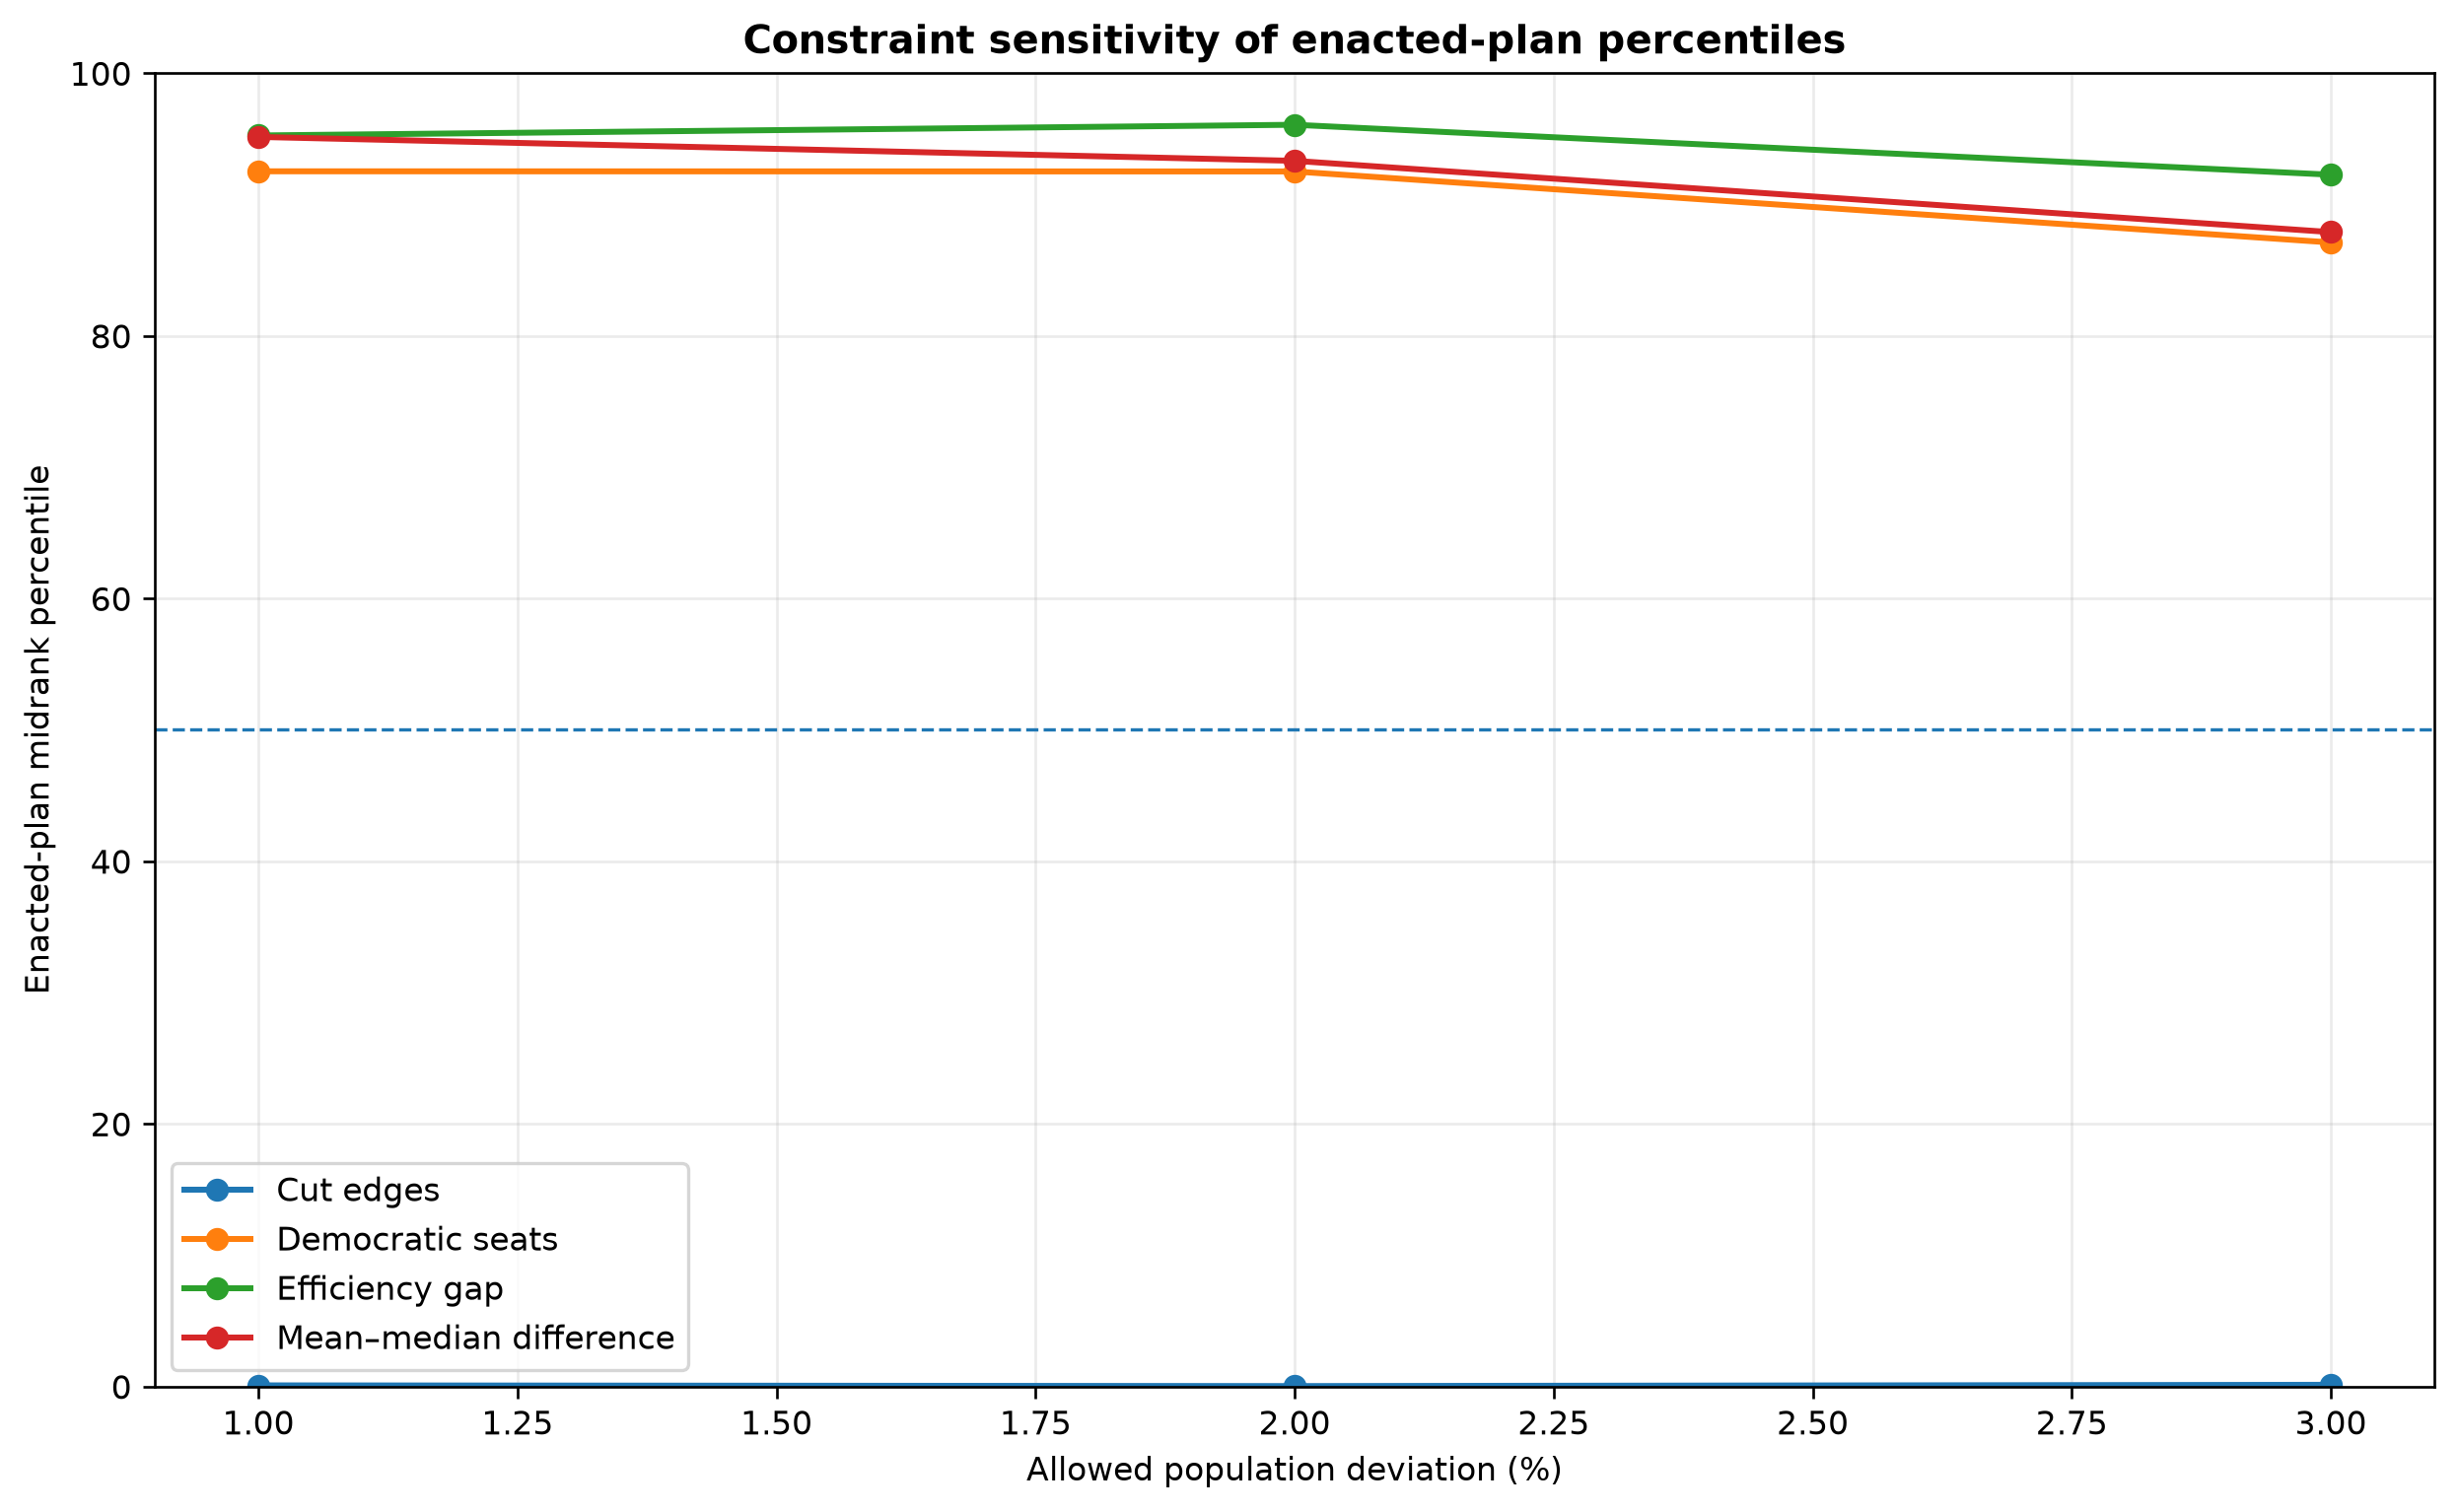 Constraint sensitivity of enacted-plan percentiles
Enacted-plan midrank percentile
100
80
60
40
20
0
Cut edges
Democratic seats
Efficiency gap
Mean–median difference
1.00 1.25 1.50 1.75 2.00 2.25 2.50 2.75 3.00
Allowed population deviation (%)